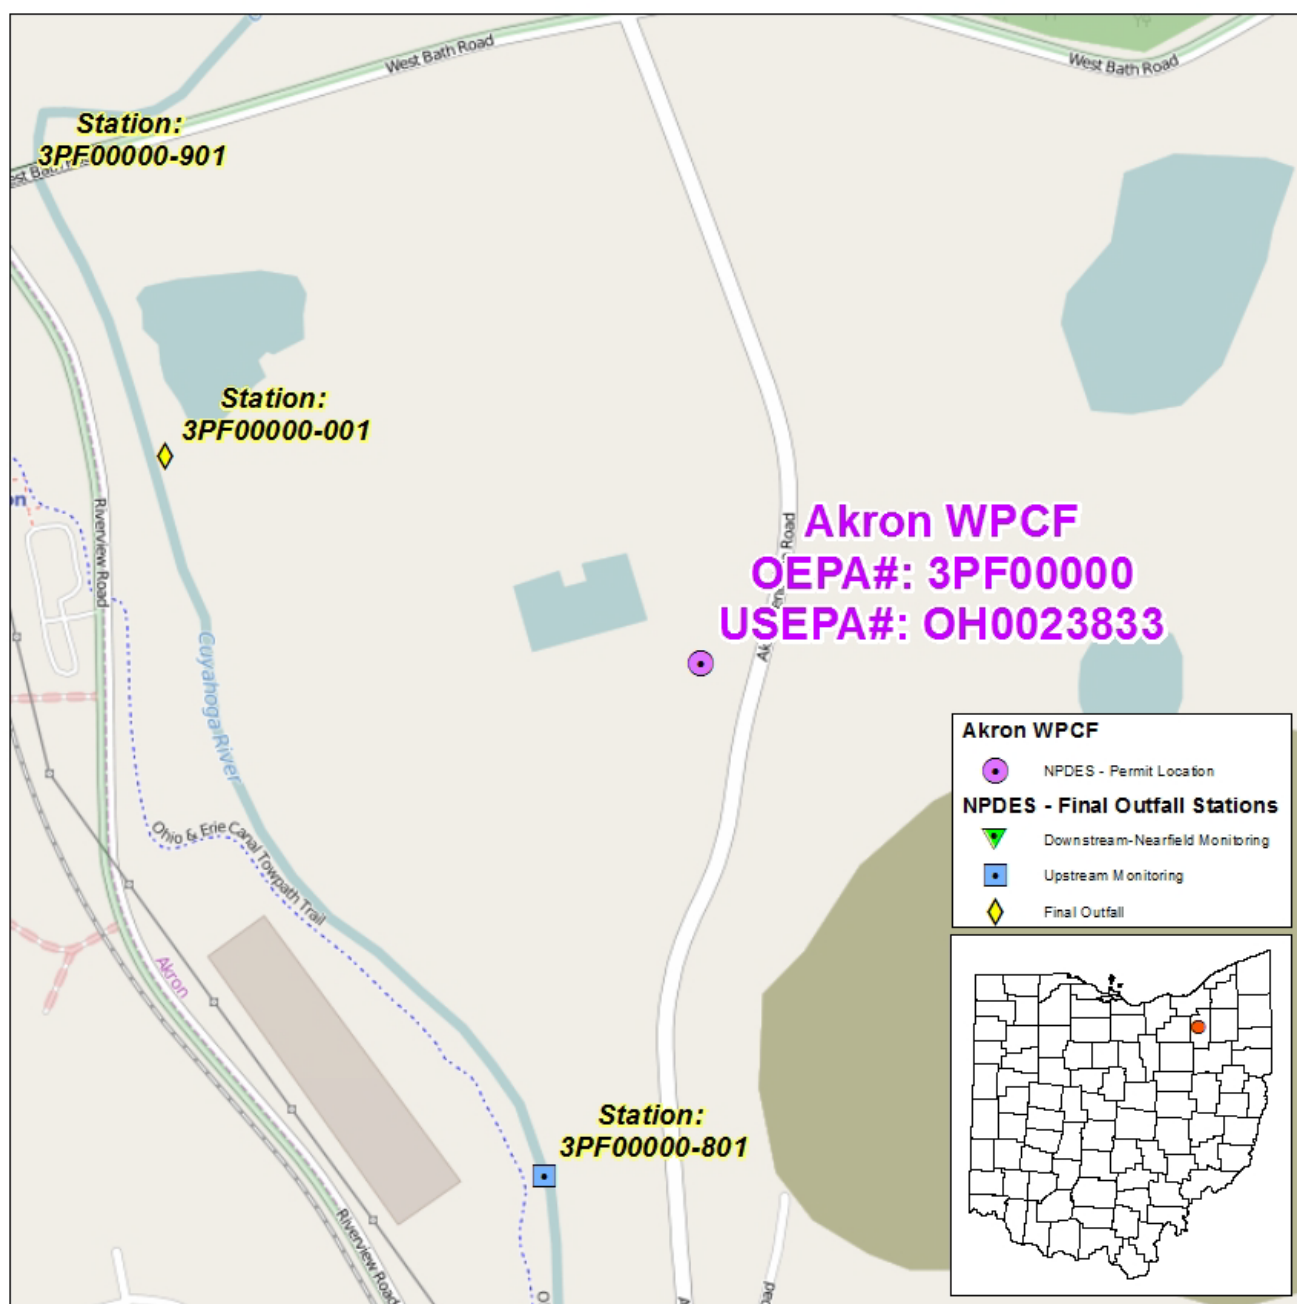 West Bath Road
West Bath Road
Station:
3PF00000-901
Station:
3PF00000-001
Riverview Road
Akron WPCF
OEPA#: 3PF00000
USEPA#: OH0023833
Road
Cuyahoga River
Akron WPCF
NPDES - Permit Location
NPDES - Final Outfall Stations
Downstream-Nearfield Monitoring
Upstream Monitoring
Final Outfall
Ohio & Erie Canal Towpath Trail
Akron
Station:
3PF00000-801
Riverview Road